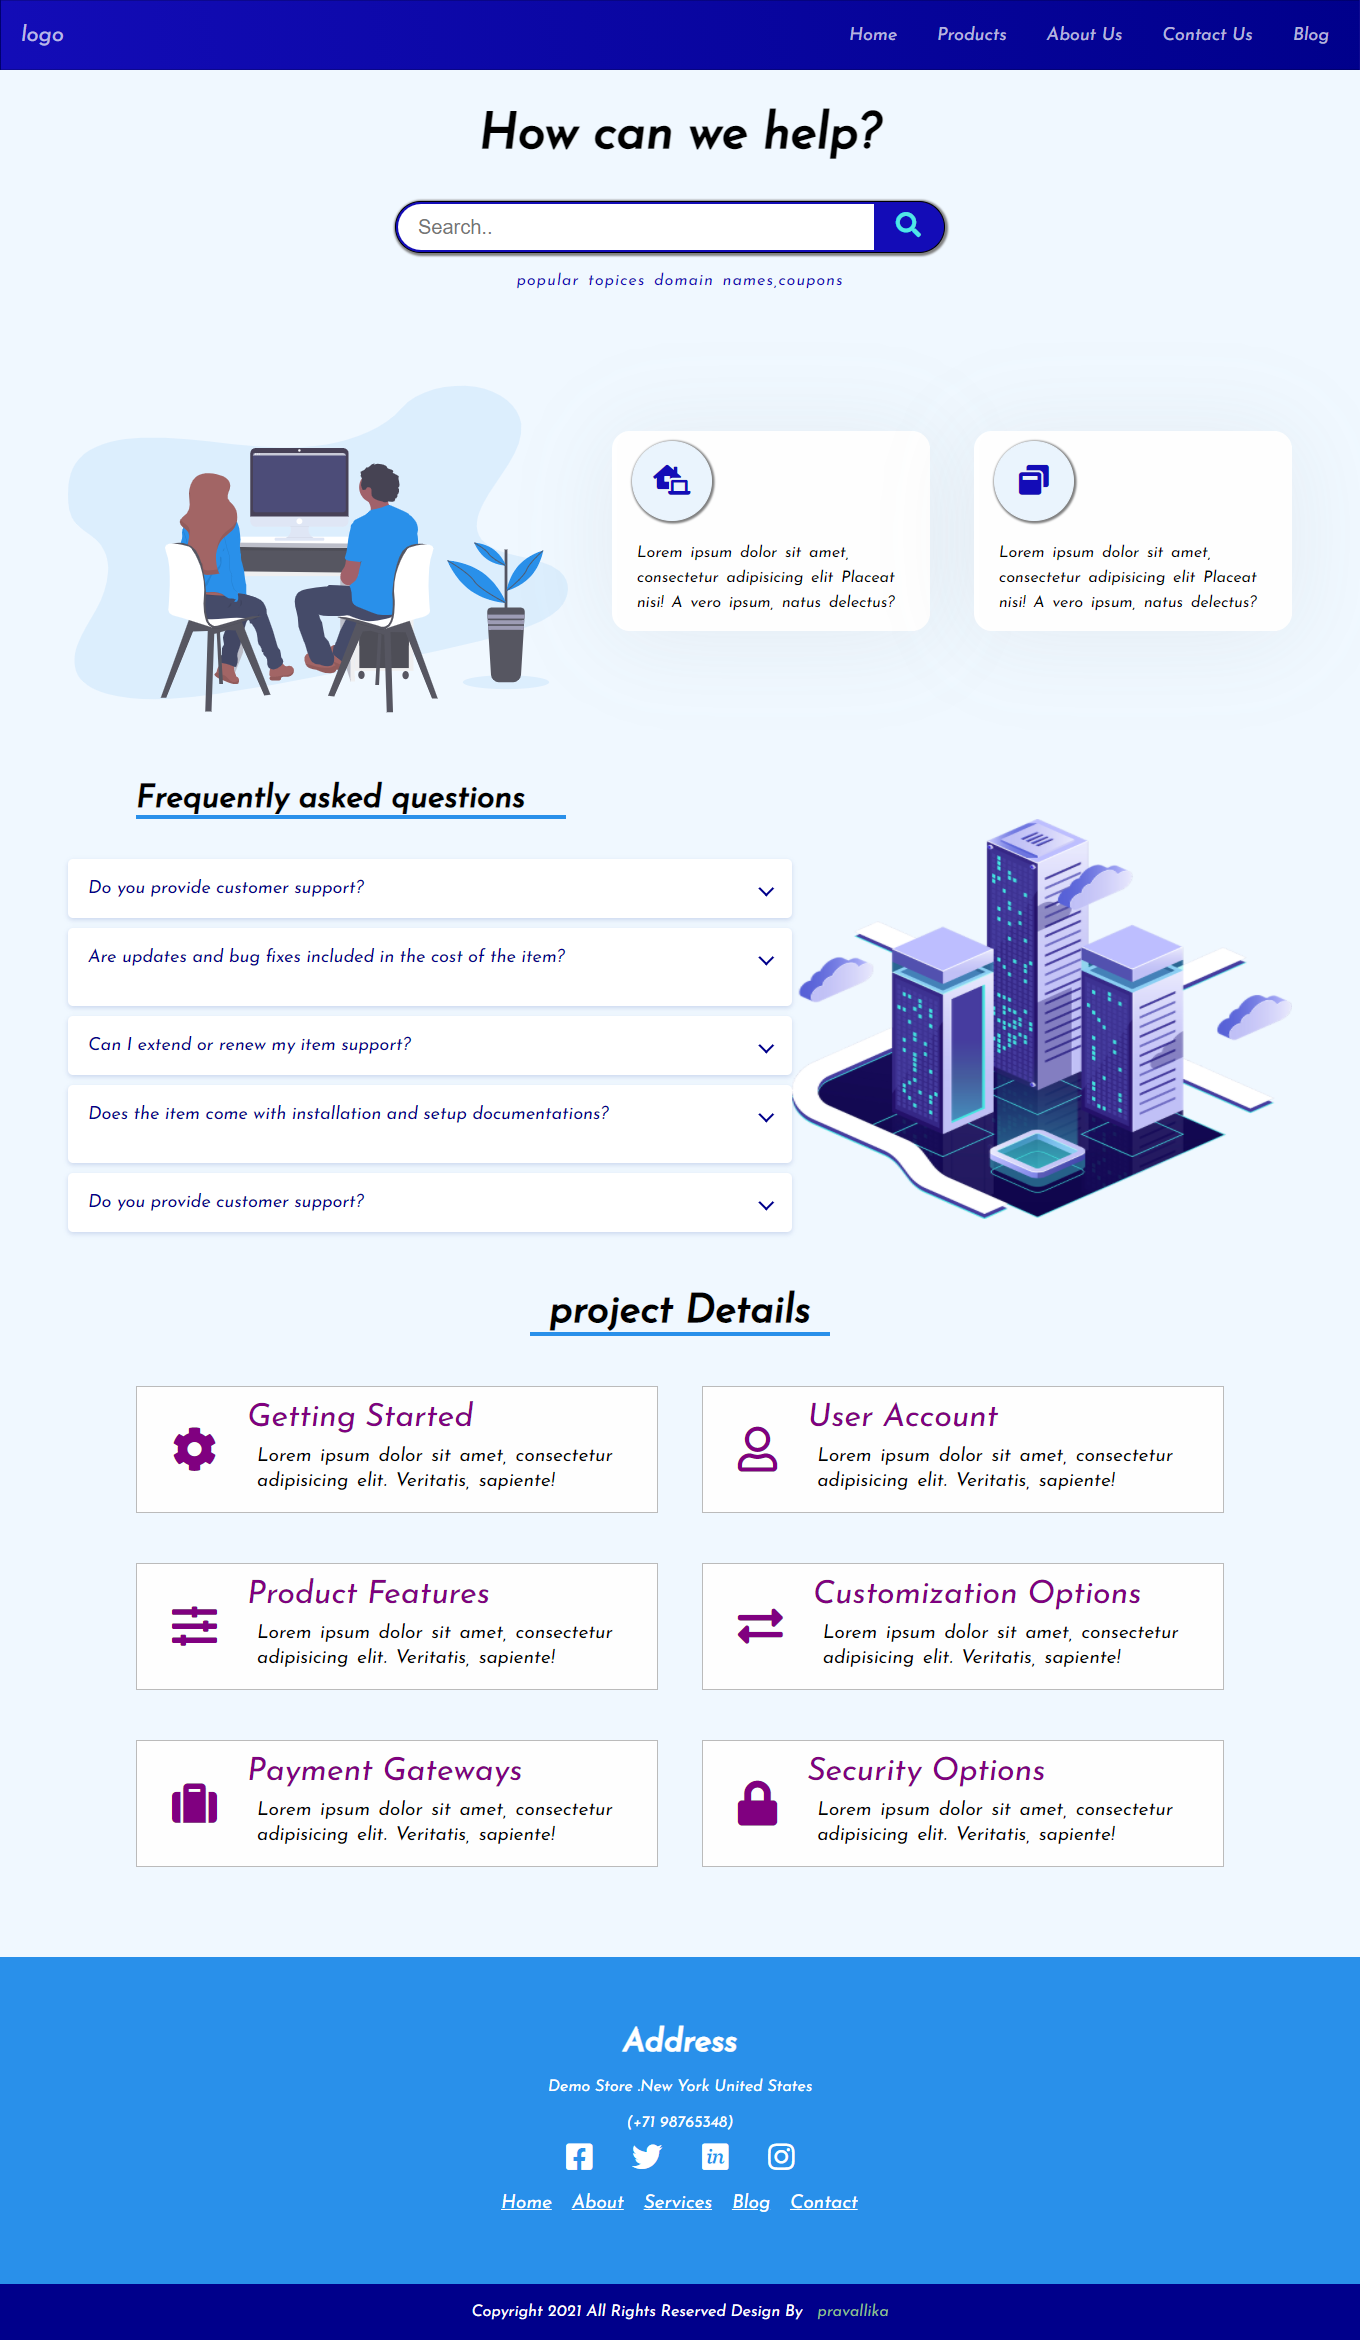 logo
Home Products About Us Contact Us Blog
How can we help?
Search..
popular topices domain names,coupons
Lorem ipsum dolor sit amet,
consectetur adipisicing elit Placeat
nisi! A vero ipsum, natus delectus?
Lorem ipsum dolor sit amet,
consectetur adipisicing elit Placeat
nisi! A vero ipsum, natus delectus?
Frequently asked questions
Do you provide customer support?
Are updates and bug fixes included in the cost of the item?
Can I extend or renew my item support?
Does the item come with installation and setup documentations?
Do you provide customer support?
project Details
Getting Started
Lorem ipsum dolor sit amet, consectetur
adipisicing elit. Veritatis, sapiente!
User Account
Lorem ipsum dolor sit amet, consectetur
adipisicing elit. Veritatis, sapiente!
Product Features
Lorem ipsum dolor sit amet, consectetur
adipisicing elit. Veritatis, sapiente!
Customization Options
Lorem ipsum dolor sit amet, consectetur
adipisicing elit. Veritatis, sapiente!
Payment Gateways
Lorem ipsum dolor sit amet, consectetur
adipisicing elit. Veritatis, sapiente!
Security Options
Lorem ipsum dolor sit amet, consectetur
adipisicing elit. Veritatis, sapiente!
Address
Demo Store .New York United States
(+71 98765348)
in
Home About Services Blog Contact
Copyright 2021 All Rights Reserved Design By pravallika